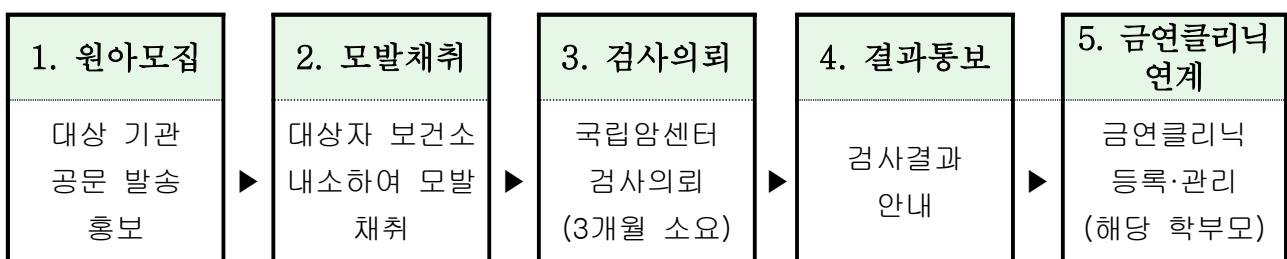 1. 원아모집
대상 기관
공문 발송
홍보
▶
2. 모발채취
대상자 보건소
내소하여 모발
채취
▶
3. 검사의뢰
국립암센터
검사의뢰
(3개월 소요)
▶
4. 결과통보
검사결과
안내
▶
5. 금연클리닉
연계
금연클리닉
등록·관리
(해당 학부모)